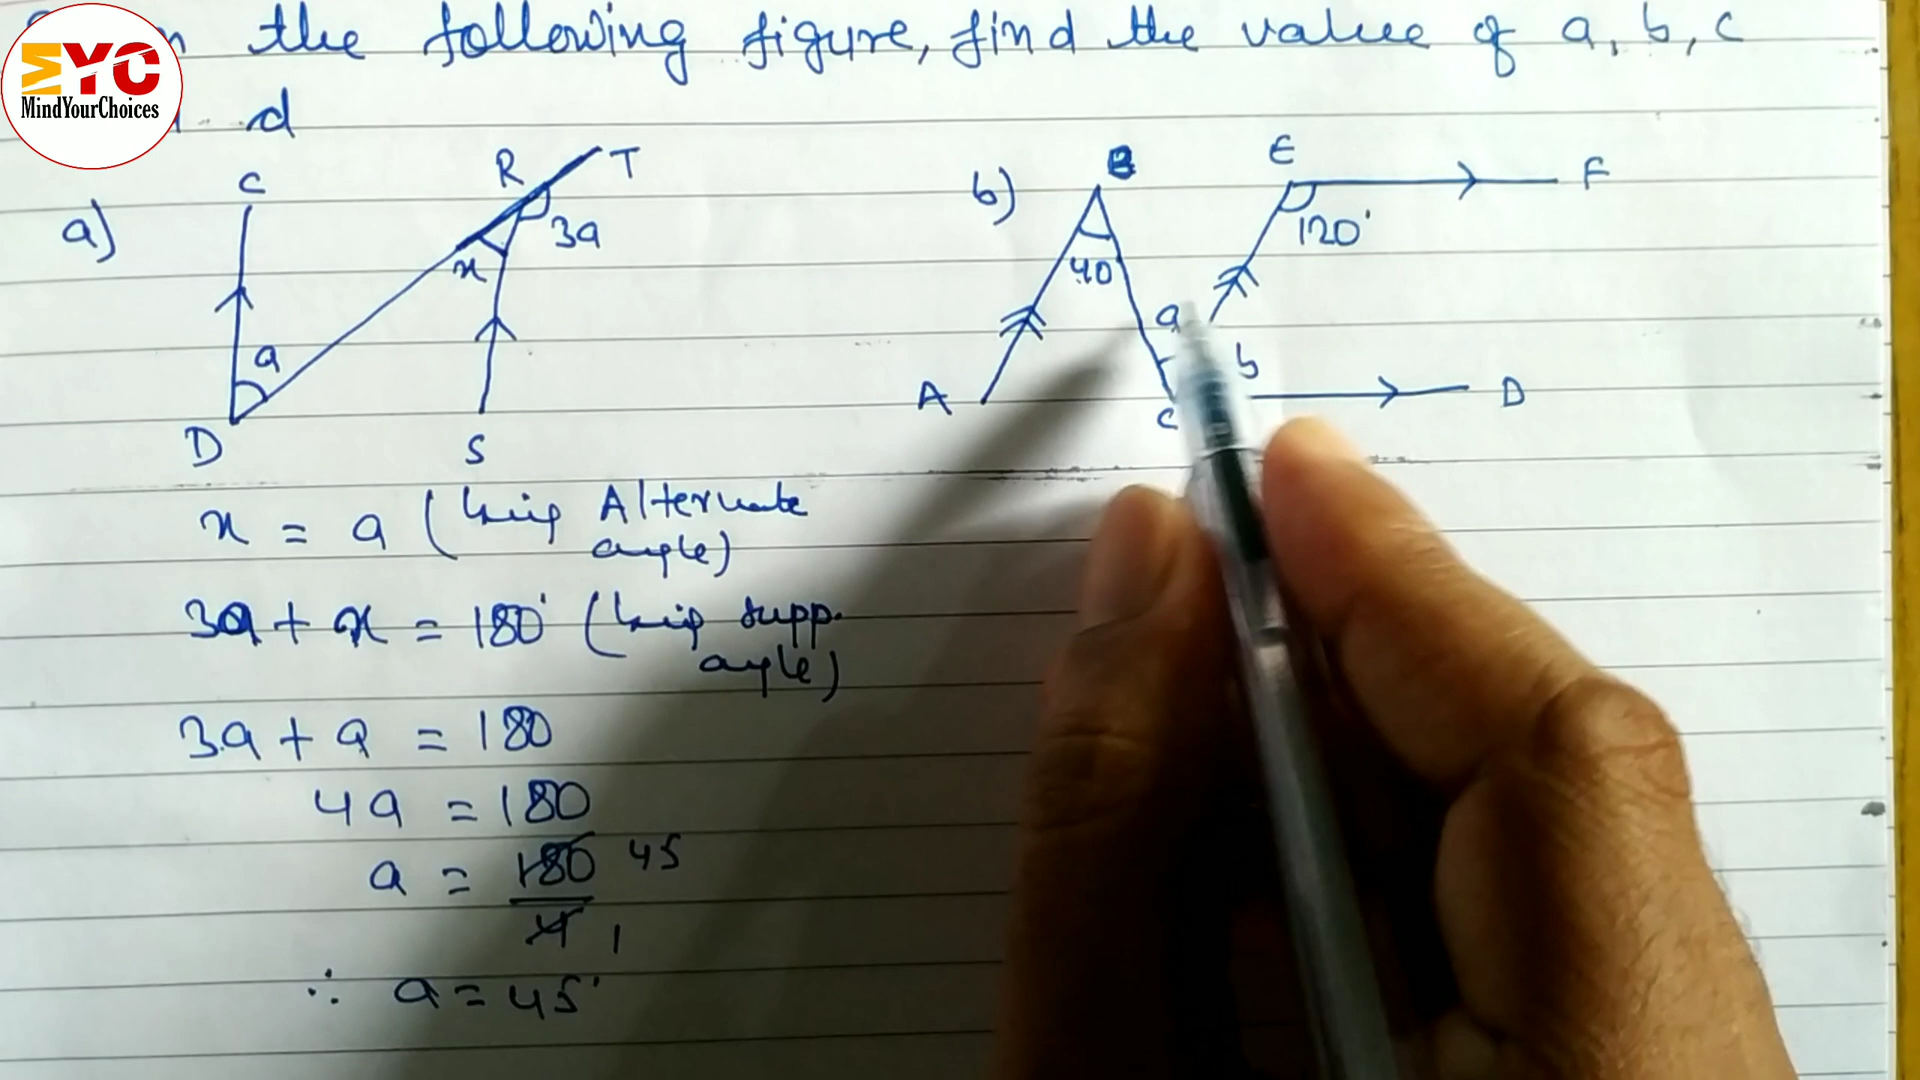 n the following figure, find the value of a, b, c
d
MYC
MindYourChoices
a)
C
R
T
3a
x
a
D
S
b)
B
E
F
120°
40
a
b
A
C
D
x = a ( Alternate
angle)
3a + x = 180° ( supp.
angle)
3a + a = 180
4a = 180
a = 180 45
4 1
∴ a = 45°